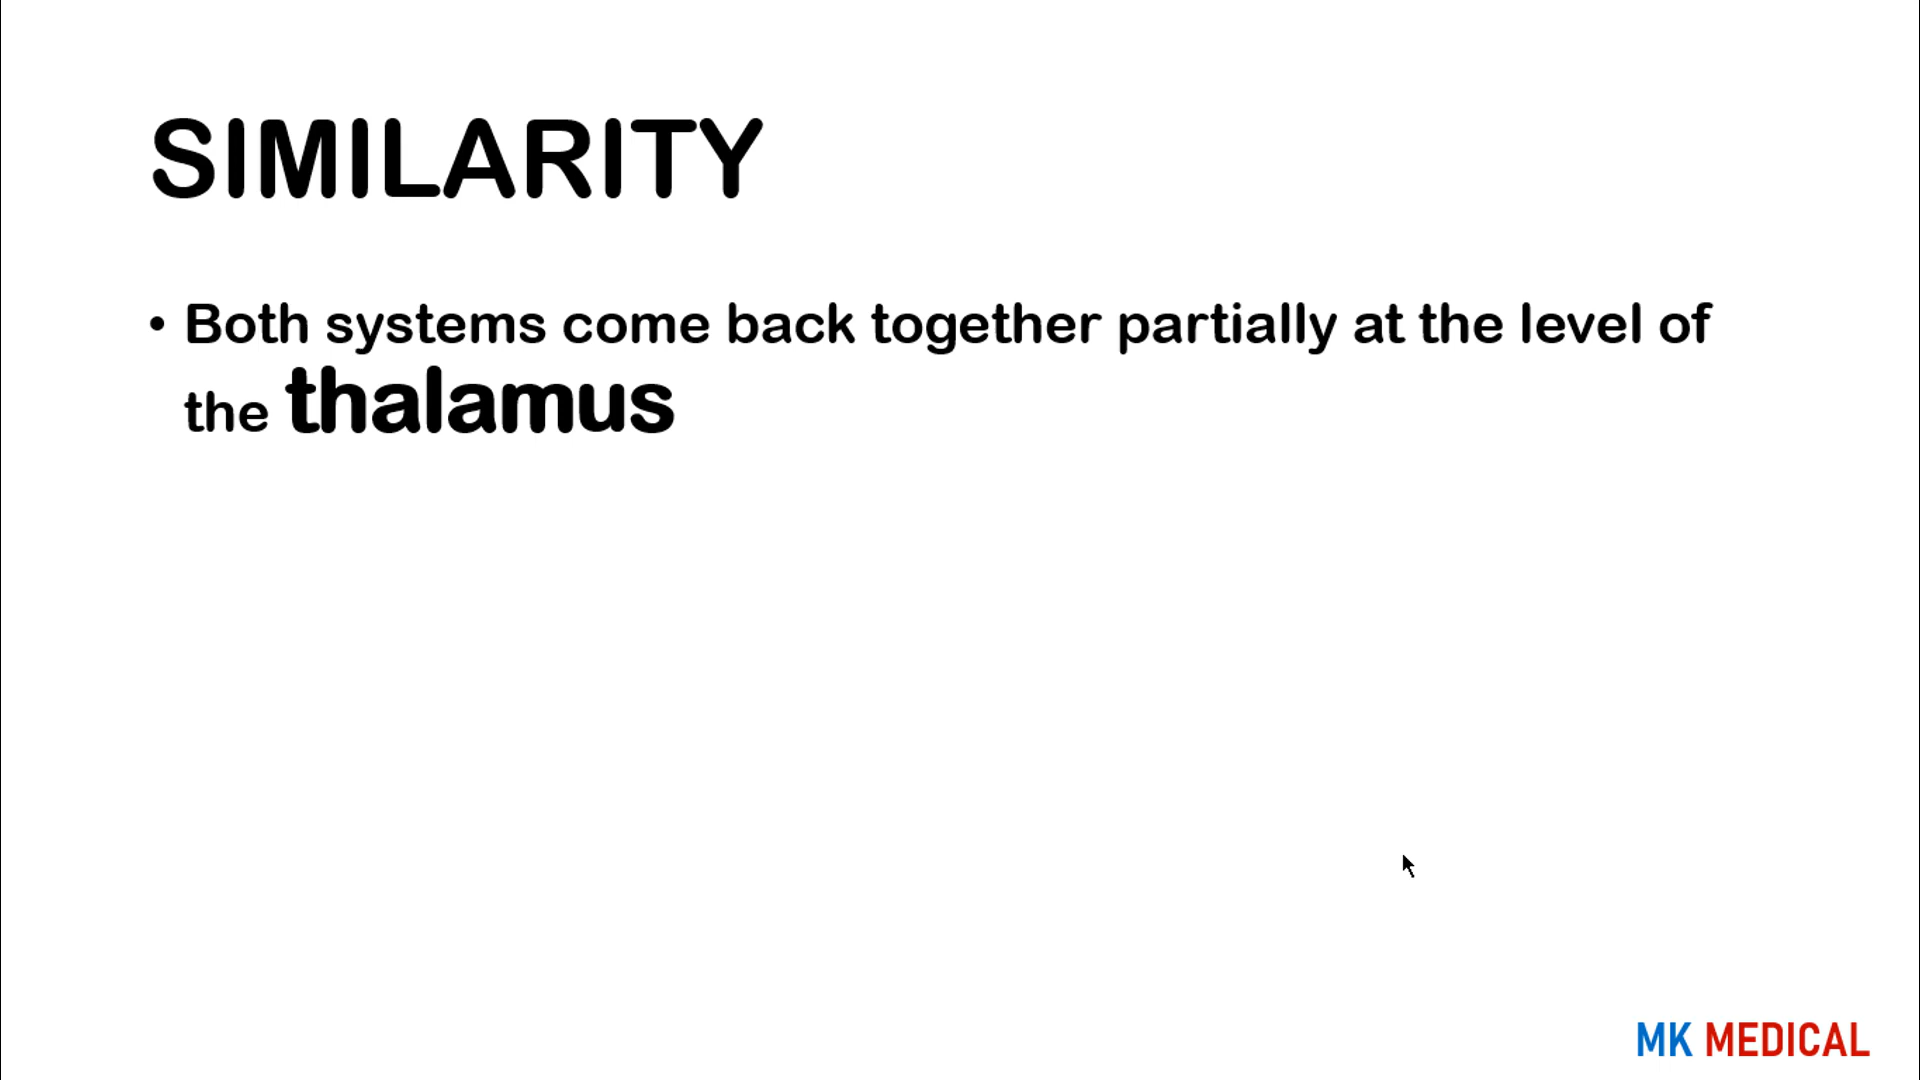 SIMILARITY
• Both systems come back together partially at the level of
the thalamus
MK MEDICAL